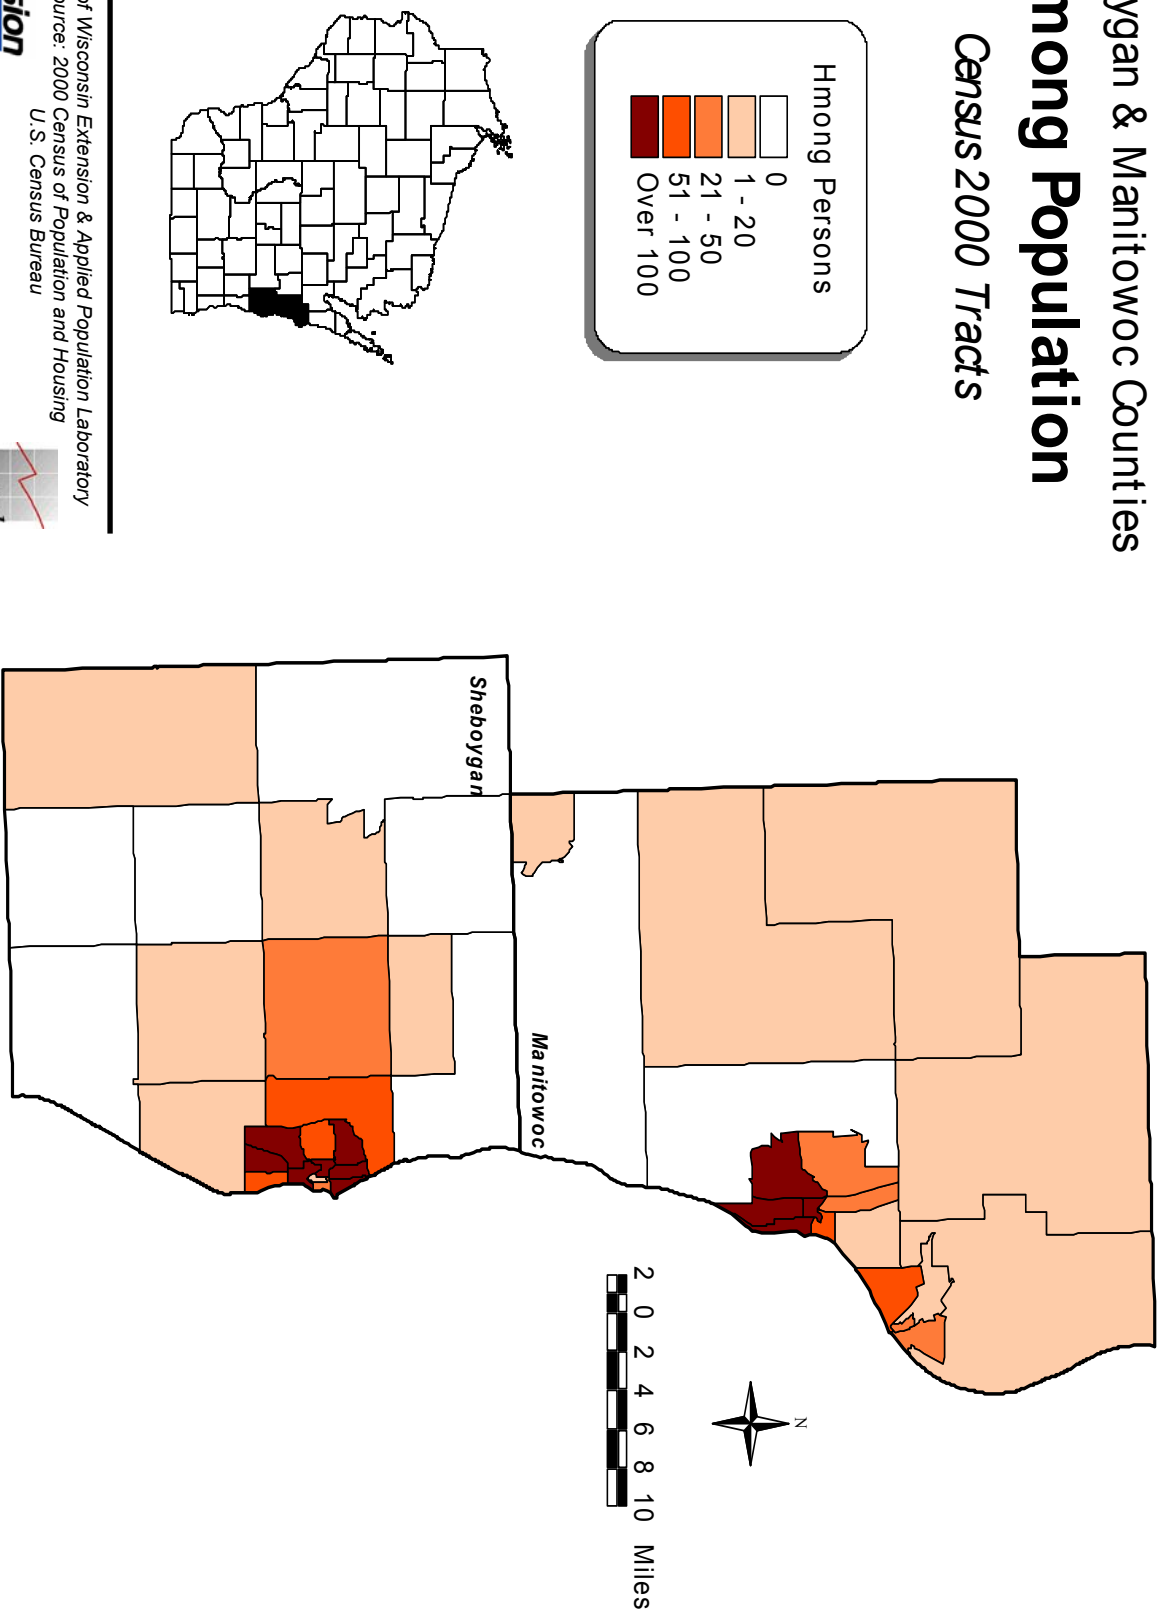 ygan & Manitowoc Counties
mong Population
Census 2000 Tracts
Hmong Persons
0
1 - 20
21 - 50
51 - 100
Over 100
of Wisconsin Extension & Applied Population Laboratory
ource: 2000 Census of Population and Housing
U.S. Census Bureau
sion
Sheboygan
Manitowoc
N
2 0 2 4 6 8 10 Miles